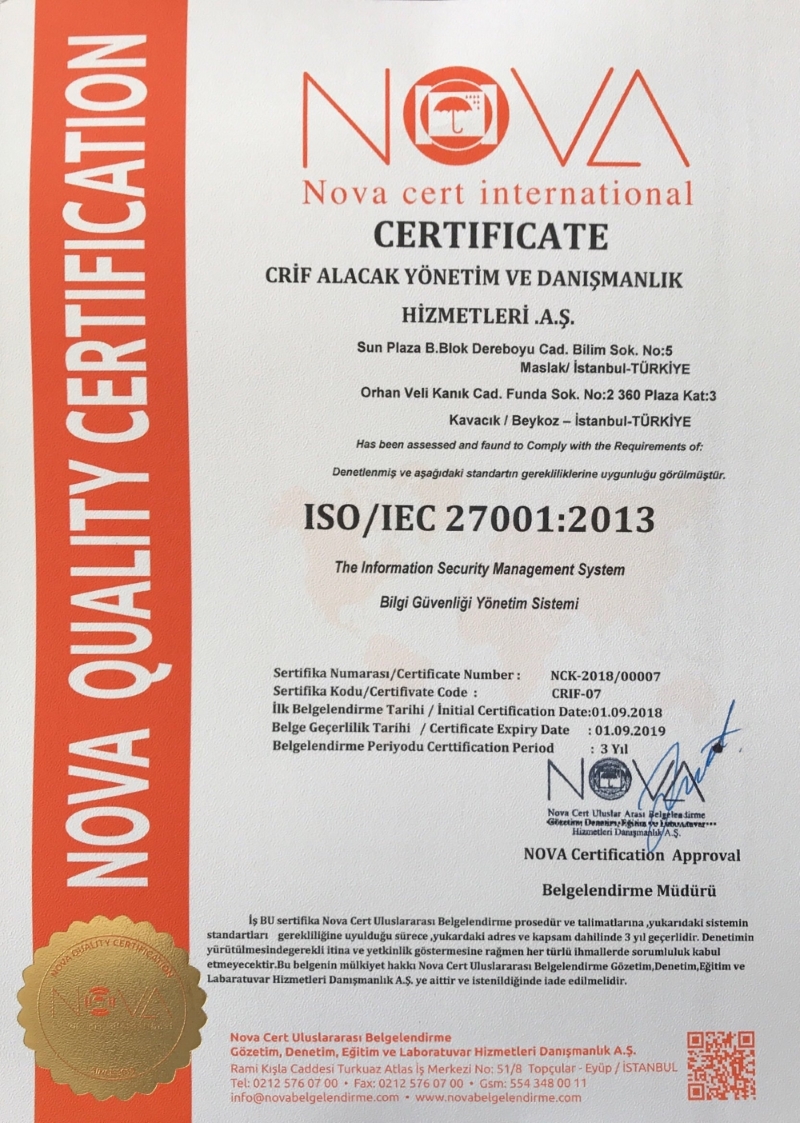 NOVA QUALITY CERTIFICATION
NOVA
Nova cert international
CERTIFICATE
CRİF ALACAK YÖNETİM VE DANIŞMANLIK
HİZMETLERİ .A.Ş.
Sun Plaza B.Blok Dereboyu Cad. Bilim Sok. No:5
Maslak/ İstanbul-TÜRKİYE
Orhan Veli Kanık Cad. Funda Sok. No:2 360 Plaza Kat:3
Kavacık / Beykoz – İstanbul-TÜRKİYE
Has been assessed and faund to Comply with the Requirements of:
Denetlenmiş ve aşağıdaki standartın gerekliliklerine uygunluğu görülmüştür.
ISO/IEC 27001:2013
The Information Security Management System
Bilgi Güvenliği Yönetim Sistemi
Sertifika Numarası/Certificate Number : NCK-2018/00007
Sertifika Kodu/Certifivate Code : CRIF-07
İlk Belgelendirme Tarihi / İnitial Certification Date:01.09.2018
Belge Geçerlilik Tarihi / Certificate Expiry Date : 01.09.2019
Belgelendirme Periyodu Certtification Period : 3 Yıl
NOVA
Nova Cert Uluslar Arası Belgelendirme
Gözetim Denetim, Eğitim ve Laboratuvar
Hizmetleri Danışmanlık A.Ş.
NOVA Certification Approval
Belgelendirme Müdürü
İş BU sertifika Nova Cert Uluslararası Belgelendirme prosedür ve talimatlarına ,yukarıdaki sistemin
standartları gerekliliğine uyulduğu sürece ,yukardaki adres ve kapsam dahilinde 3 yıl geçerlidir. Denetimin
yürütülmesindegerekli itina ve yetkinlik göstermesine rağmen her türlü ihmallerde sorumluluk kabul
etmeyecektir.Bu belgenin mülkiyet hakkı Nova Cert Uluslararası Belgelendirme Gözetim,Denetim,Eğitim ve
Labaratuvar Hizmetleri Danışmanlık A.Ş. ye aittir ve istenildiğinde iade edilmelidir.
NOVA QUALITY CERTIFICATION
NOVA
Nova Cert Uluslararası Belgelendirme
Gözetim, Denetim, Eğitim ve Laboratuvar Hizmetleri Danışmanlık A.Ş.
Rami Kışla Caddesi Turkuaz Atlas İş Merkezi No: 51/8 Topçular - Eyüp / İSTANBUL
Tel: 0212 576 07 00 • Fax: 0212 576 07 00 • Gsm: 554 348 00 11
info@novabelgelendirme.com • www.novabelgelendirme.com